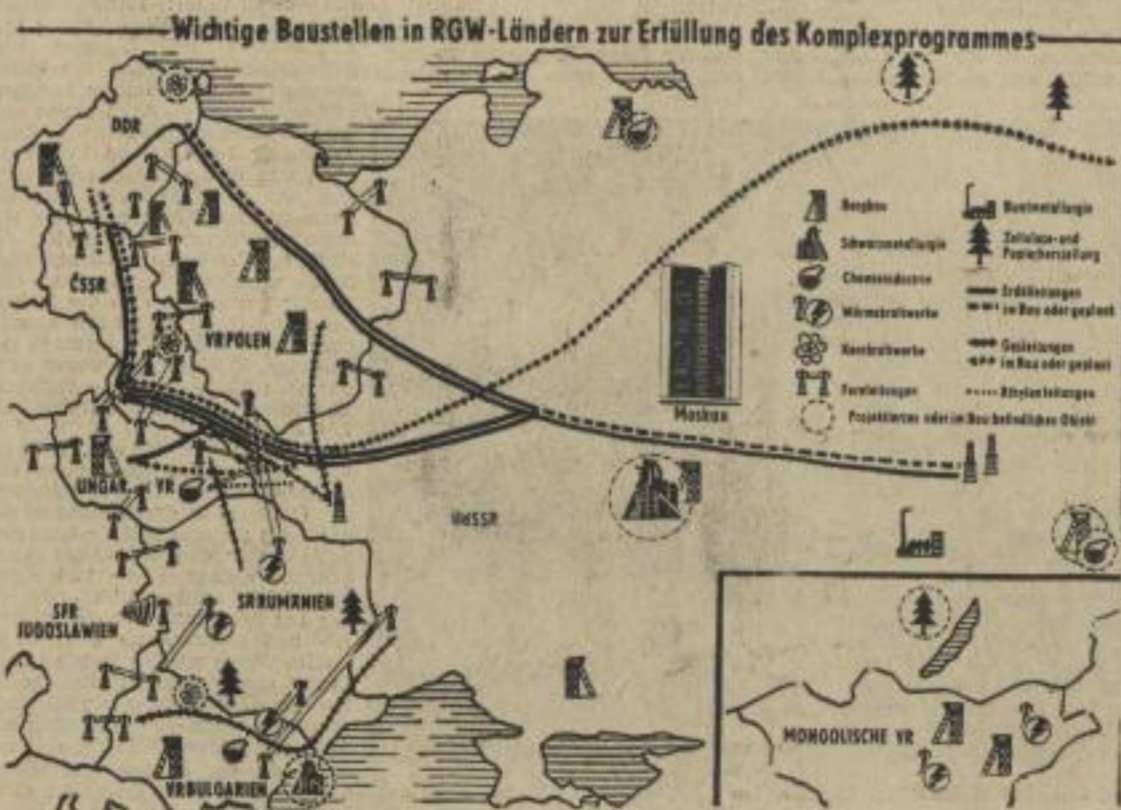 Wichtige Baustellen in RGW-Ländern zur Erfüllung des Komplexprogrammes
DDR
ČSSR
VR POLEN
UNGAR. VR
UdSSR
SFR
JUGOSLAWIEN
SR RUMÄNIEN
VR BULGARIEN
Moskau
Bergbau
Schwarzmetallurgie
Chemieindustrie
Wärmekraftwerke
Kernkraftwerke
Fernleitungen
Projektiertes oder im Bau befindliches Objekt
Buntmetallurgie
Zellulose- und
Papierherstellung
Erdölleitungen
im Bau oder geplant
Gasleitungen
im Bau oder geplant
Äthylenleitungen
MONGOLISCHE VR